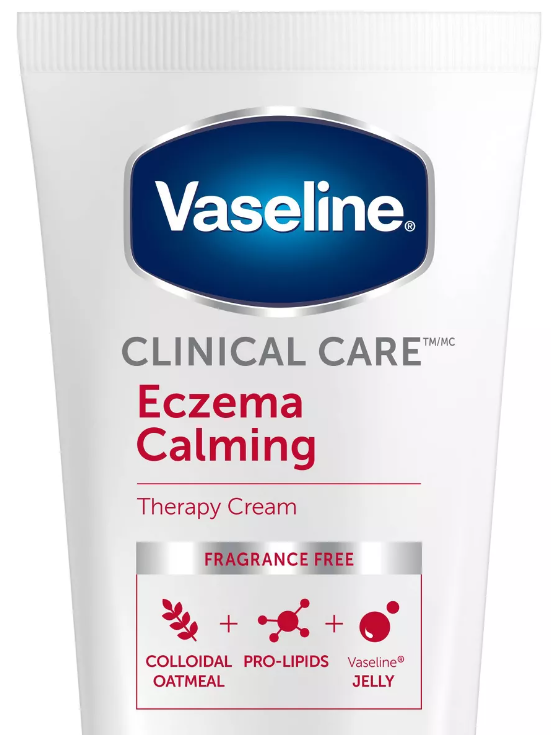 Vaseline®
CLINICAL CARE™/MC
Eczema
Calming
Therapy Cream
FRAGRANCE FREE
COLLOIDAL
OATMEAL
+
PRO-LIPIDS
+
Vaseline®
JELLY